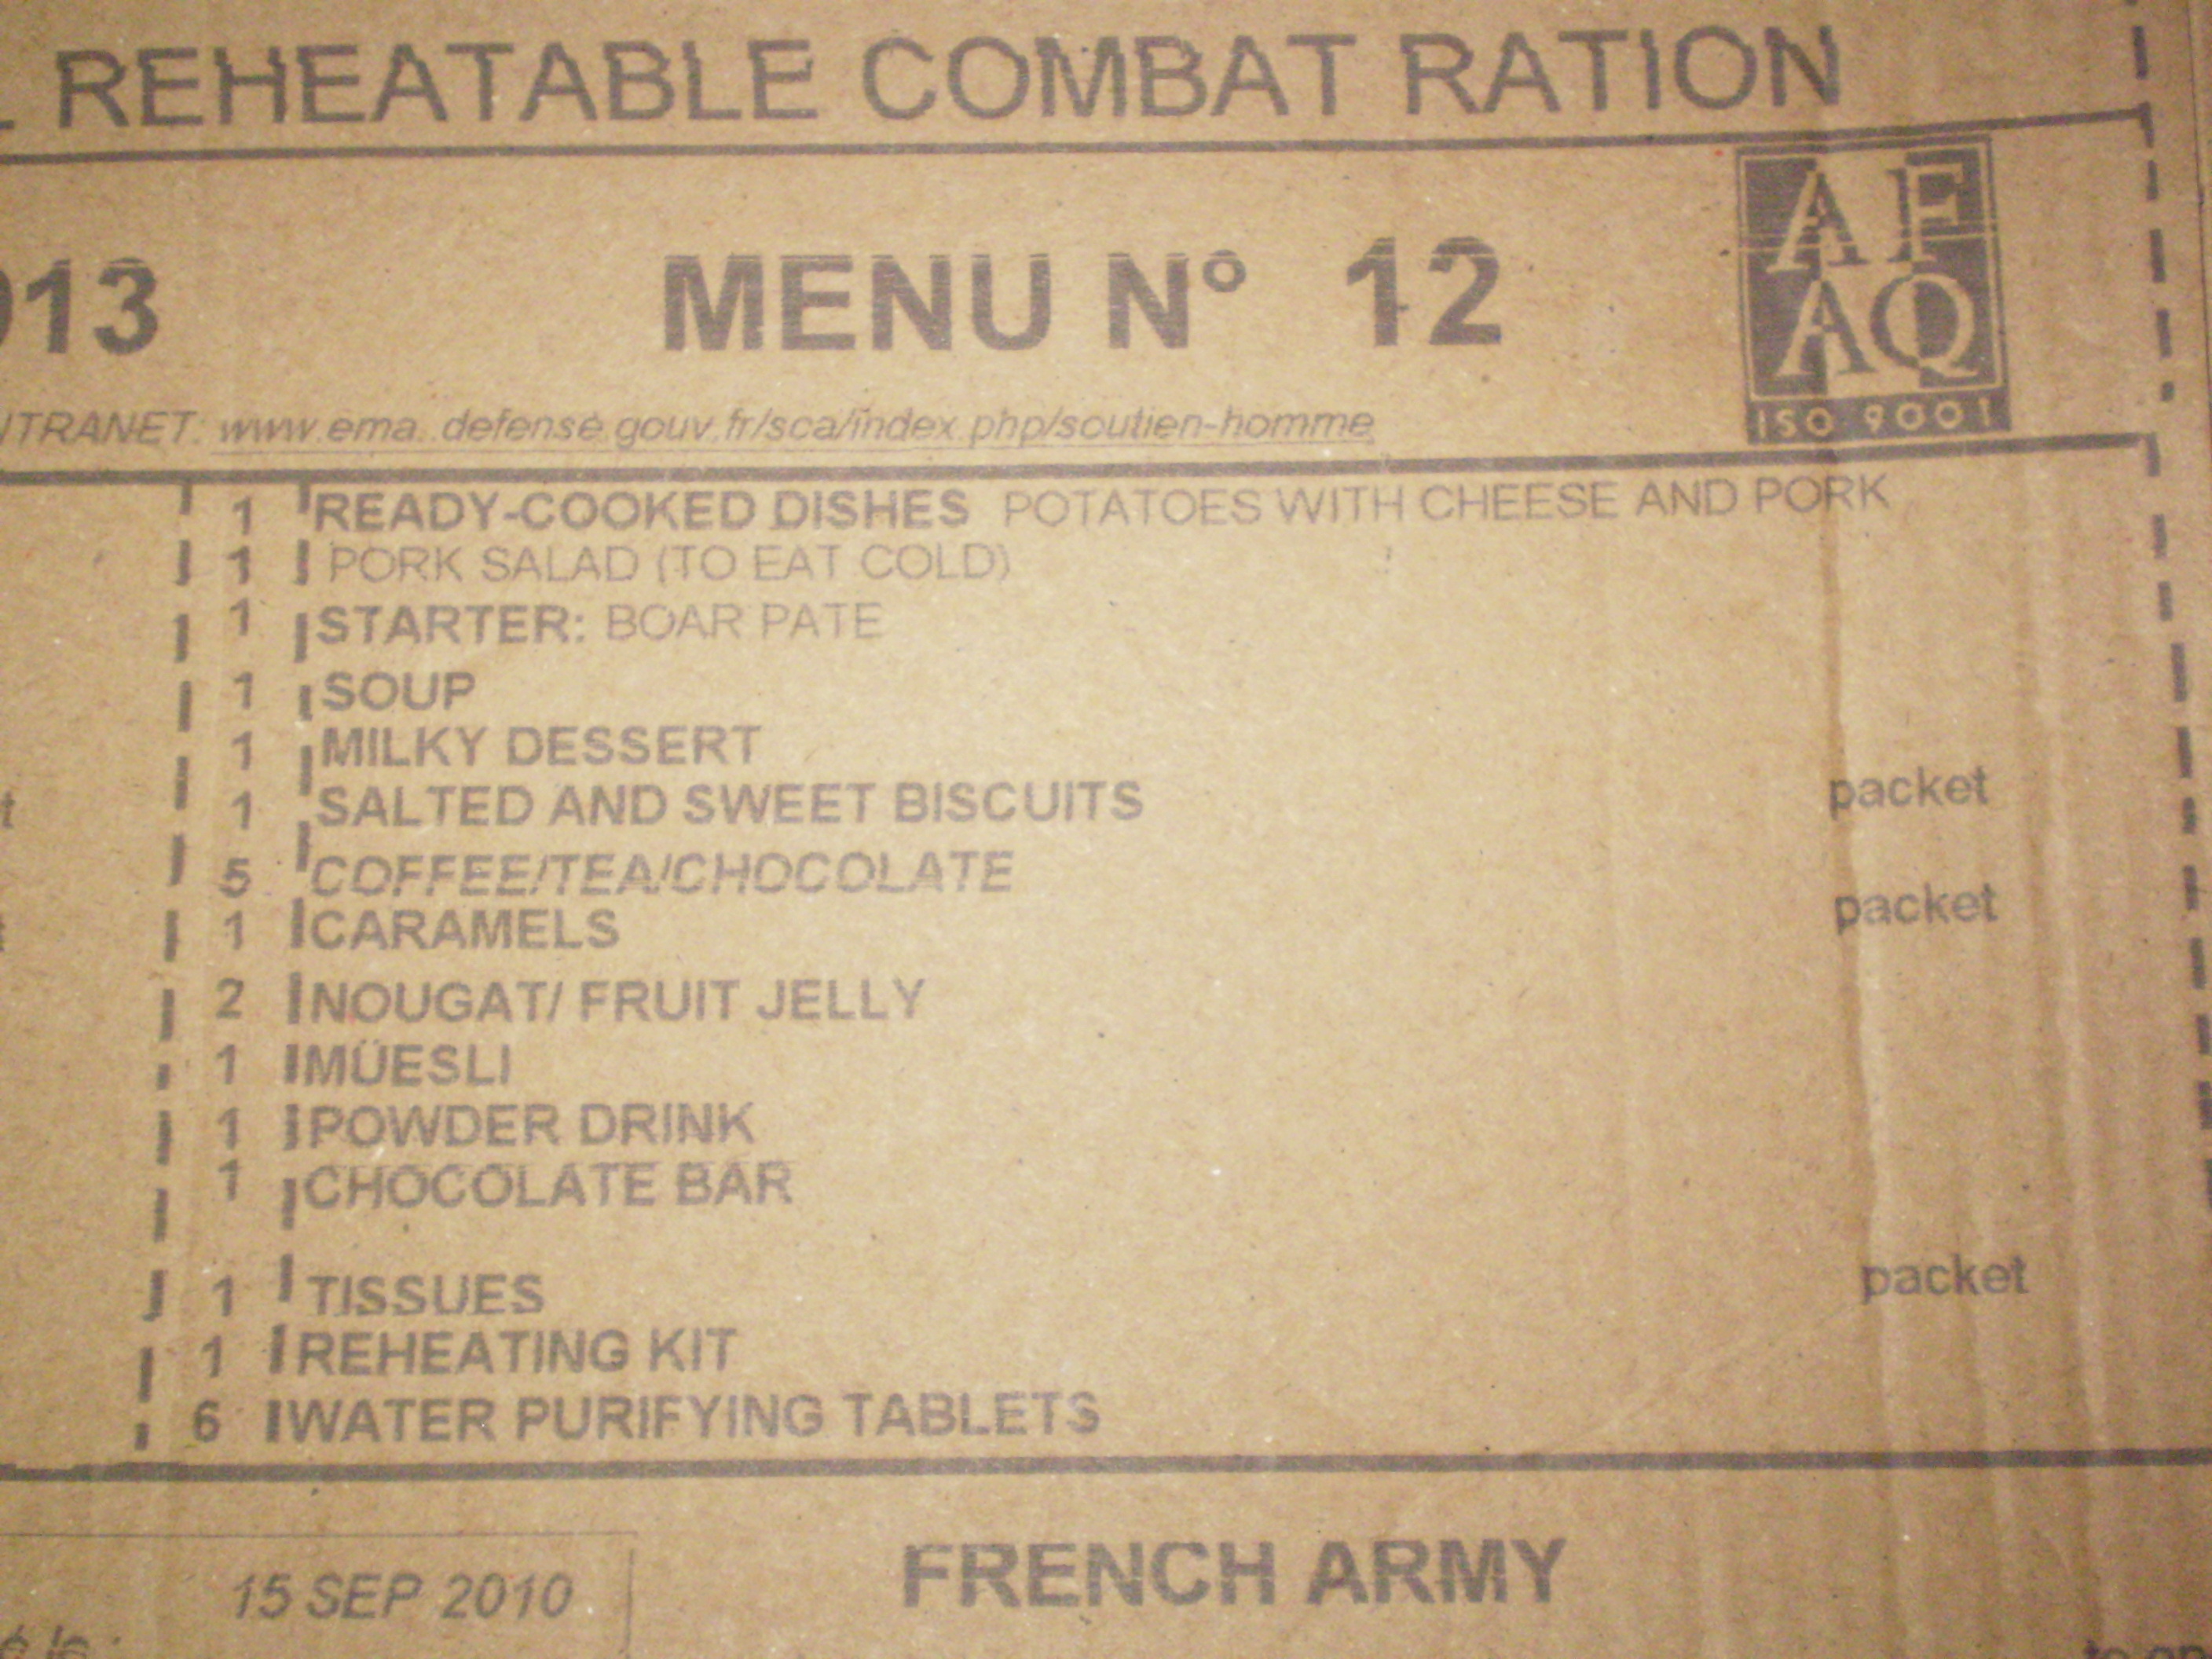 REHEATABLE COMBAT RATION
13 MENU N° 12
AF
AQ
ISO 9001
NTRANET: www.ema. defense.gouv.fr/sca/index.php/soutien-homme
1 READY-COOKED DISHES POTATOES WITH CHEESE AND PORK
1 PORK SALAD (TO EAT COLD)
1 STARTER: BOAR PATE
1 SOUP
1 MILKY DESSERT
1 SALTED AND SWEET BISCUITS packet
5 COFFEE/TEA/CHOCOLATE
1 CARAMELS packet
2 NOUGAT/ FRUIT JELLY
1 MÜESLI
1 POWDER DRINK
1 CHOCOLATE BAR
1 TISSUES packet
1 REHEATING KIT
6 WATER PURIFYING TABLETS
15 SEP 2010 FRENCH ARMY